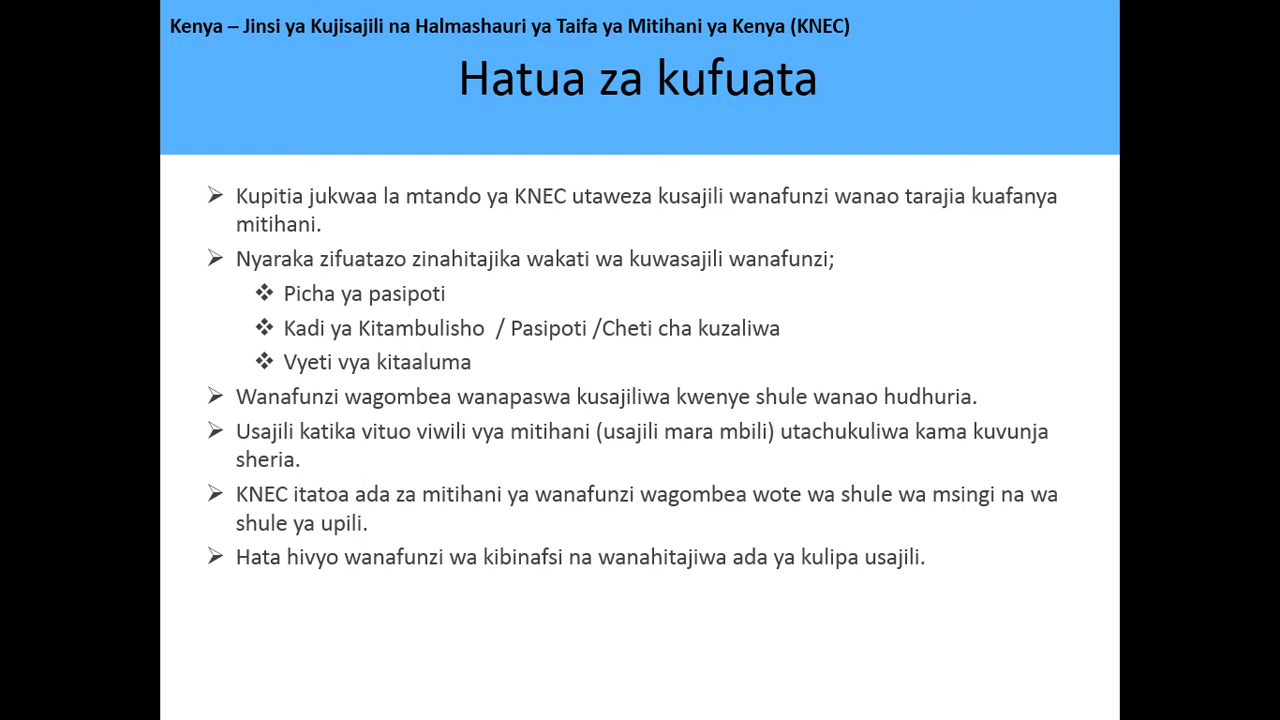 Kenya – Jinsi ya Kujisajili na Halmashauri ya Taifa ya Mitihani ya Kenya (KNEC)
Hatua za kufuata
Kupitia jukwaa la mtando ya KNEC utaweza kusajili wanafunzi wanao tarajia kuafanya
mitihani.
Nyaraka zifuatazo zinahitajika wakati wa kuwasajili wanafunzi;
Picha ya pasipoti
Kadi ya Kitambulisho / Pasipoti /Cheti cha kuzaliwa
Vyeti vya kitaaluma
Wanafunzi wagombea wanapaswa kusajiliwa kwenye shule wanao hudhuria.
Usajili katika vituo viwili vya mitihani (usajili mara mbili) utachukuliwa kama kuvunja
sheria.
KNEC itatoa ada za mitihani ya wanafunzi wagombea wote wa shule wa msingi na wa
shule ya upili.
Hata hivyo wanafunzi wa kibinafsi na wanahitajiwa ada ya kulipa usajili.